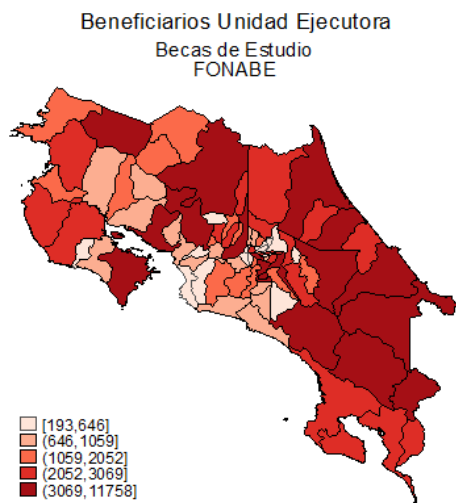 Beneficiarios Unidad Ejecutora
Becas de Estudio
FONABE
[193,646]
(646,1059]
(1059,2052]
(2052,3069]
(3069,11758]